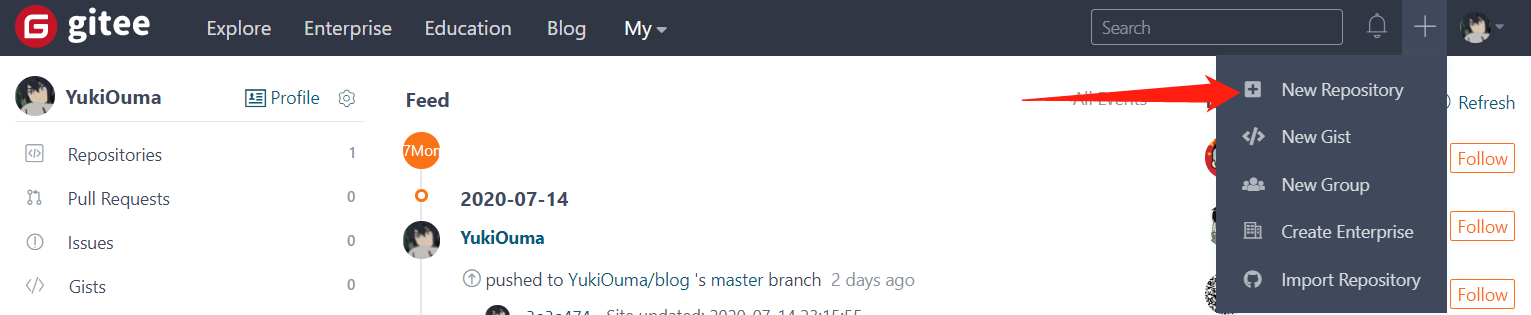 gitee Explore Enterprise Education Blog My Search
YukiOuma Profile
Repositories 1
Pull Requests 0
Issues 0
Gists 0
Feed All Events
7Mon
2020-07-14
YukiOuma
pushed to YukiOuma/blog 's master branch 2 days ago
Site updated: 2020-07-14 23:15:55
New Repository
New Gist
New Group
Create Enterprise
Import Repository
Refresh
Follow
Follow
Follow